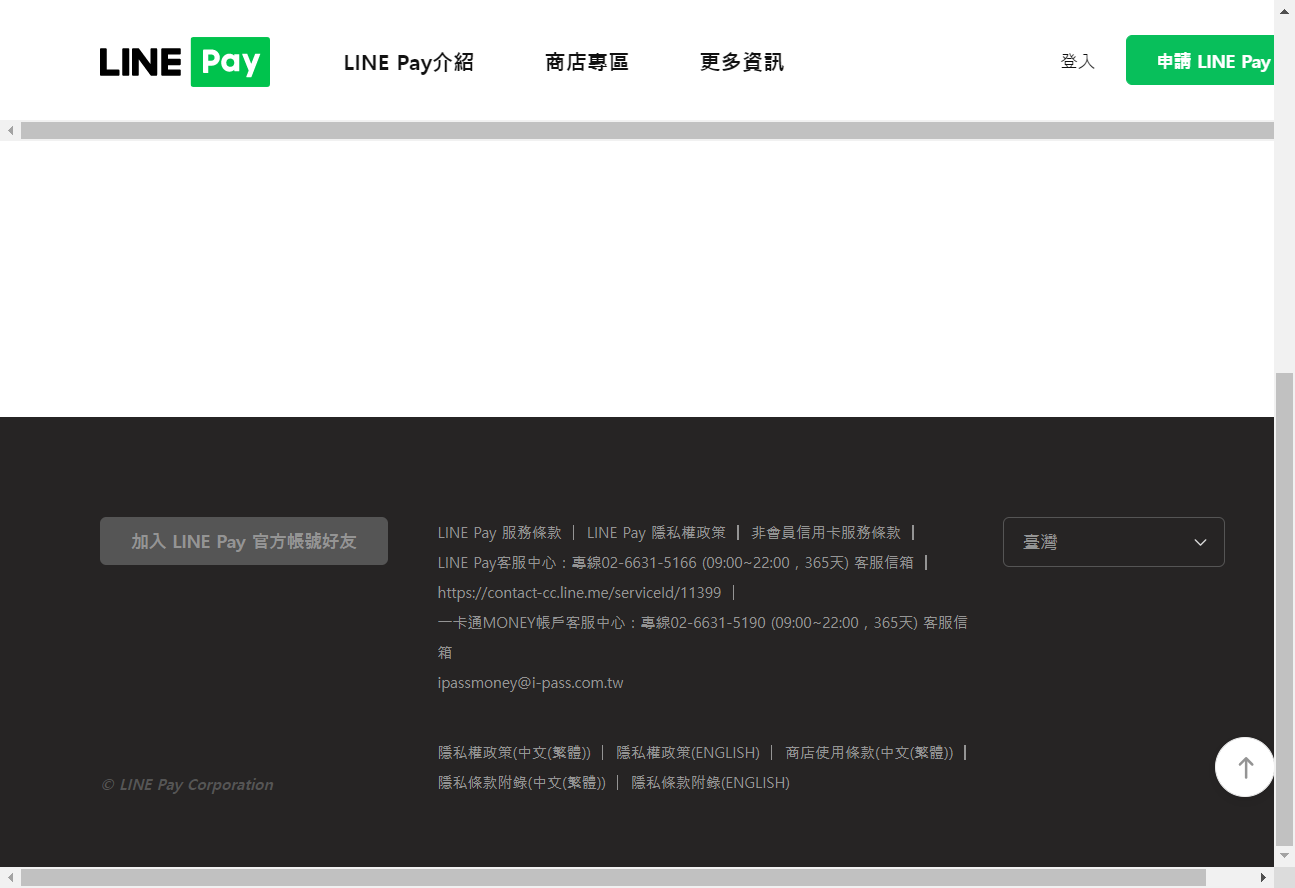 LINE Pay
LINE Pay介紹
商店專區
更多資訊
登入
申請 LINE Pay
加入 LINE Pay 官方帳號好友
LINE Pay 服務條款 | LINE Pay 隱私權政策 | 非會員信用卡服務條款 |
LINE Pay客服中心：專線02-6631-5166 (09:00~22:00，365天) 客服信箱 |
https://contact-cc.line.me/serviceId/11399 |
一卡通MONEY帳戶客服中心：專線02-6631-5190 (09:00~22:00，365天) 客服信
箱
ipassmoney@i-pass.com.tw
臺灣
隱私權政策(中文(繁體)) | 隱私權政策(ENGLISH) | 商店使用條款(中文(繁體)) |
隱私條款附錄(中文(繁體)) | 隱私條款附錄(ENGLISH)
© LINE Pay Corporation